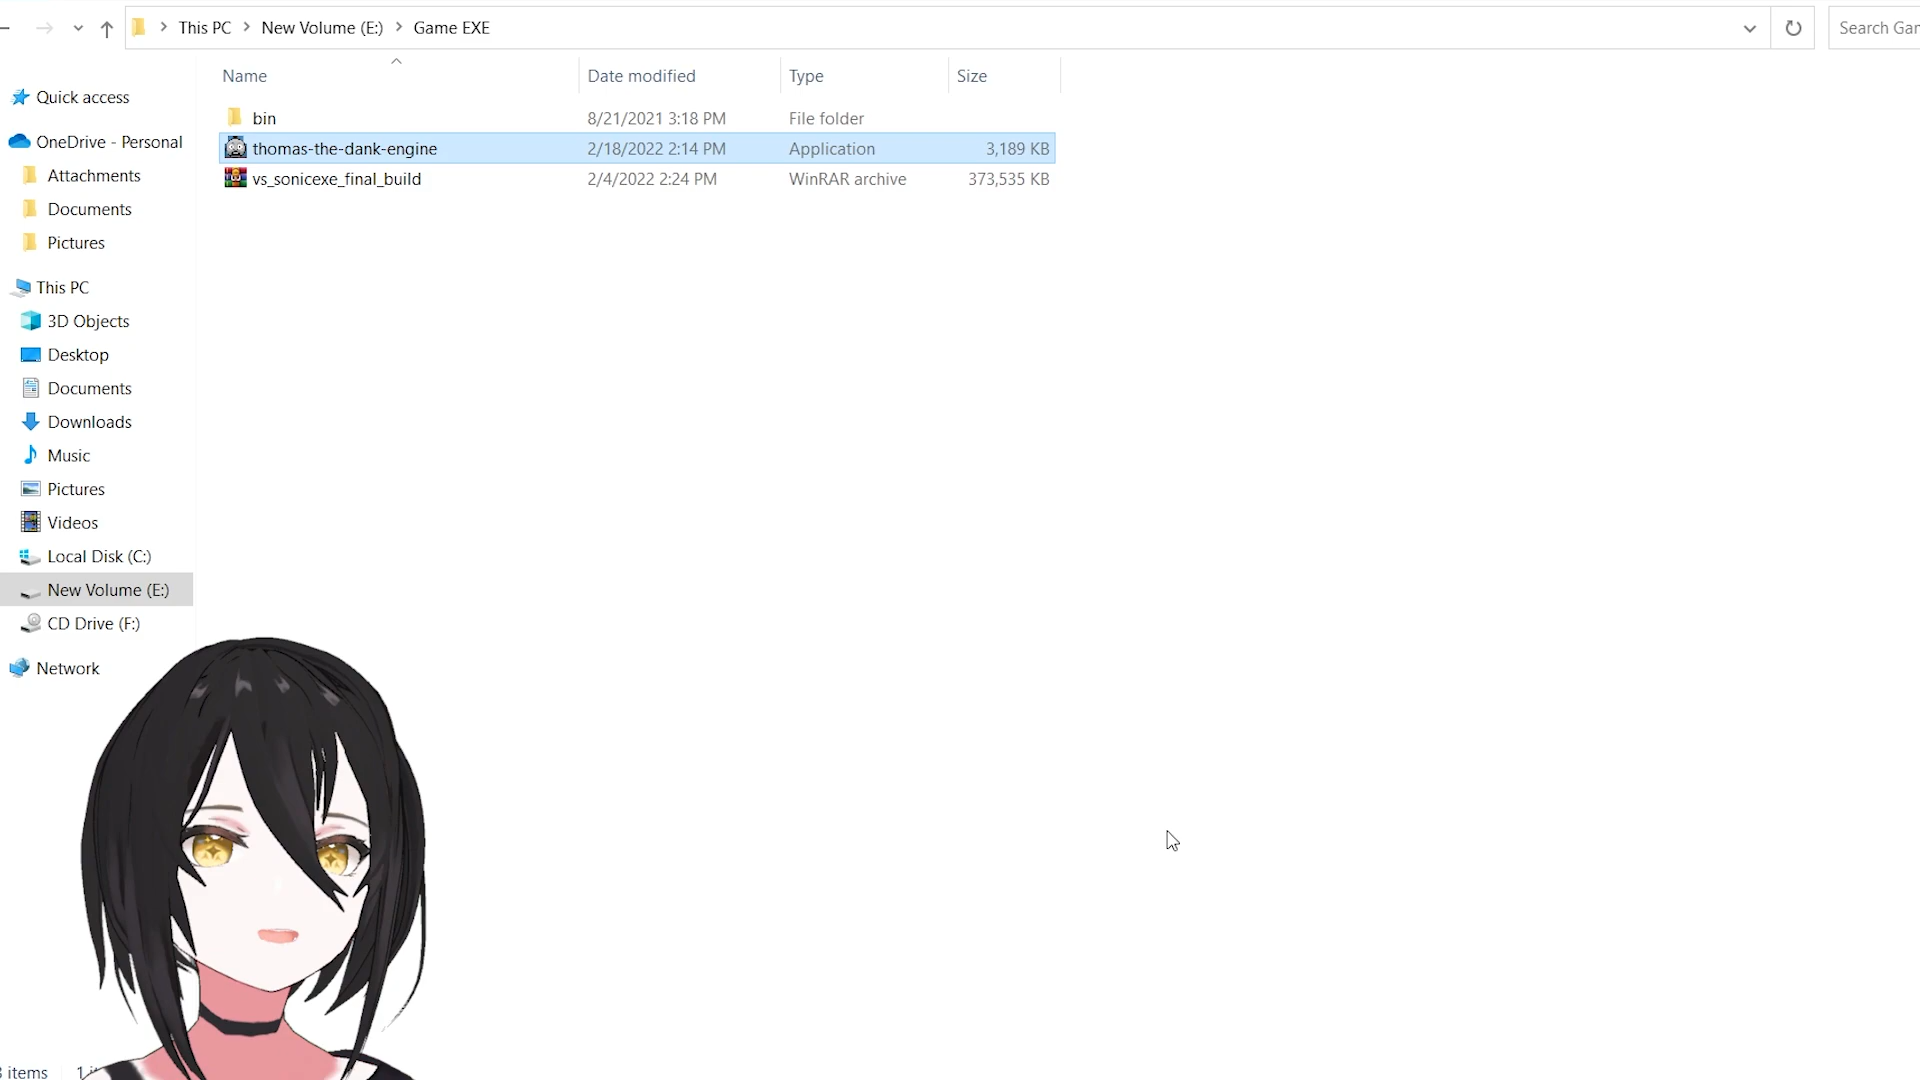 This PC > New Volume (E:) > Game EXE
Search Gar
Name Date modified Type Size
Quick access
OneDrive - Personal
Attachments
Documents
Pictures
This PC
3D Objects
Desktop
Documents
Downloads
Music
Pictures
Videos
Local Disk (C:)
New Volume (E:)
CD Drive (F:)
Network
bin 8/21/2021 3:18 PM File folder
thomas-the-dank-engine 2/18/2022 2:14 PM Application 3,189 KB
vs_sonicexe_final_build 2/4/2022 2:24 PM WinRAR archive 373,535 KB
items 1